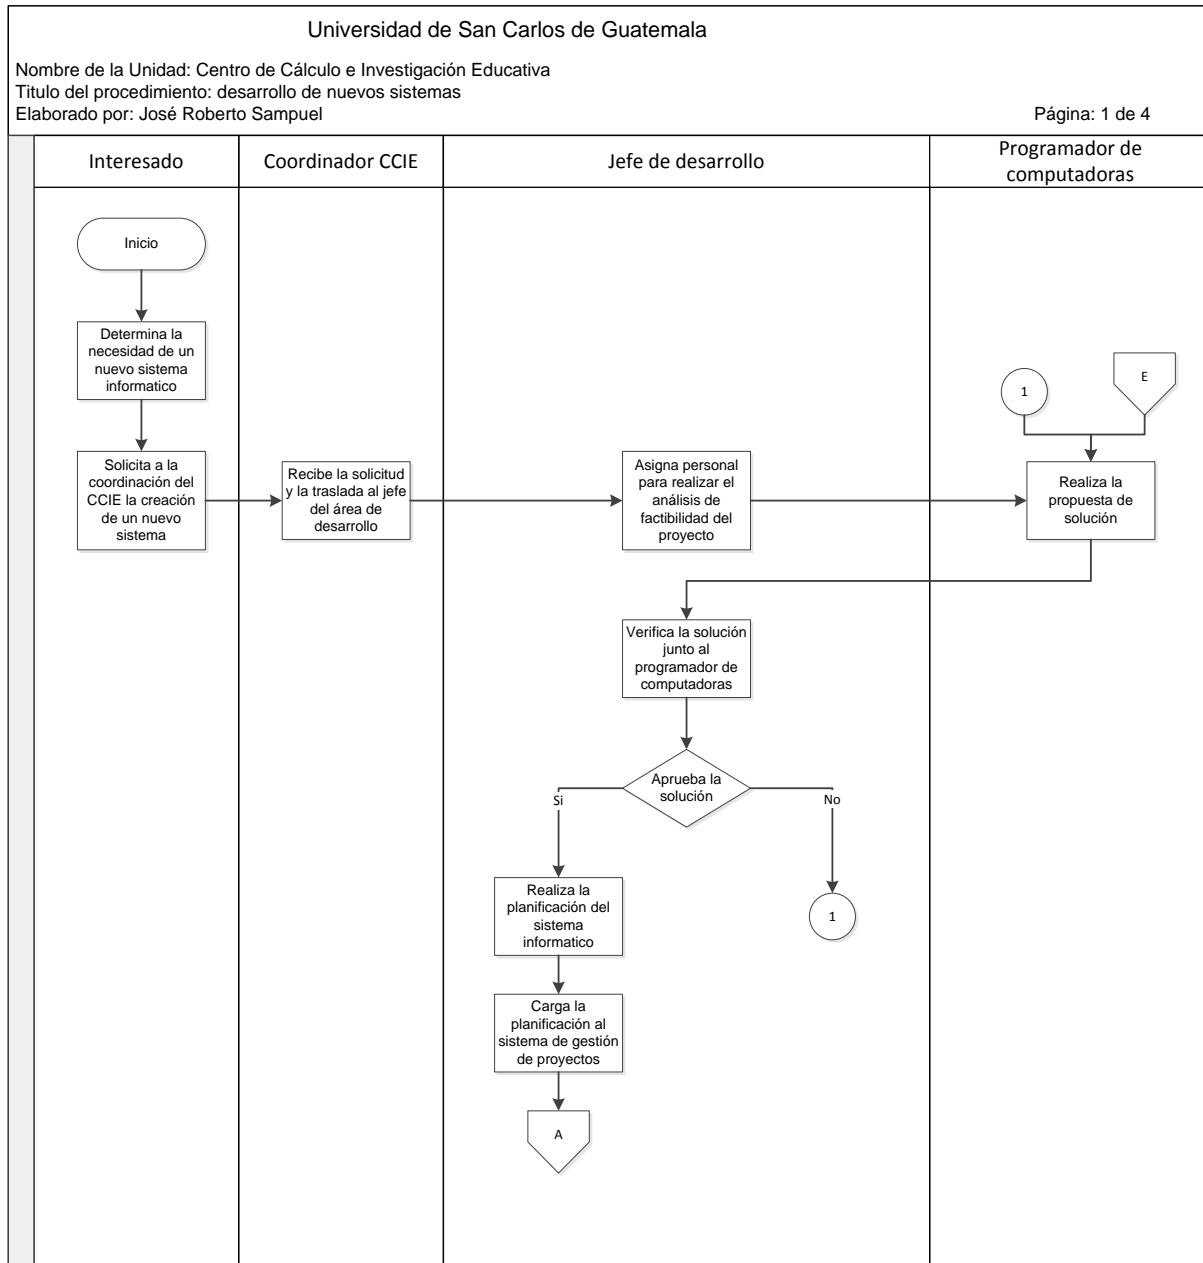 Universidad de San Carlos de Guatemala
Nombre de la Unidad: Centro de Cálculo e Investigación Educativa
Titulo del procedimiento: desarrollo de nuevos sistemas
Elaborado por: José Roberto Sampuel
Página: 1 de 4
Interesado
Coordinador CCIE
Jefe de desarrollo
Programador de
computadoras
Inicio
Determina la
necesidad de un
nuevo sistema
informatico
1
E
Solicita a la
coordinación del
CCIE la creación
de un nuevo
sistema
Recibe la solicitud
y la traslada al jefe
del área de
desarrollo
Asigna personal
para realizar el
análisis de
factibilidad del
proyecto
Realiza la
propuesta de
solución
Verifica la solución
junto al
programador de
computadoras
Aprueba la
solución
Si
No
Realiza la
planificación del
sistema
informatico
1
Carga la
planificación al
sistema de gestión
de proyectos
A